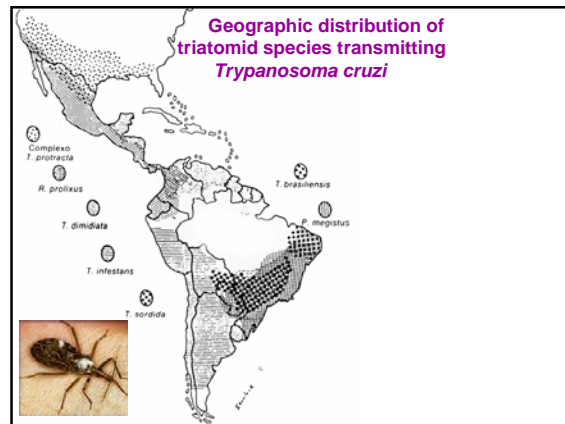 Geographic distribution of
triatomid species transmitting
Trypanosoma cruzi
Complexo
T. protracta
R. prolixus
T. dimidiata
T. infestans
T. sordida
T. brasiliensis
P. megistus